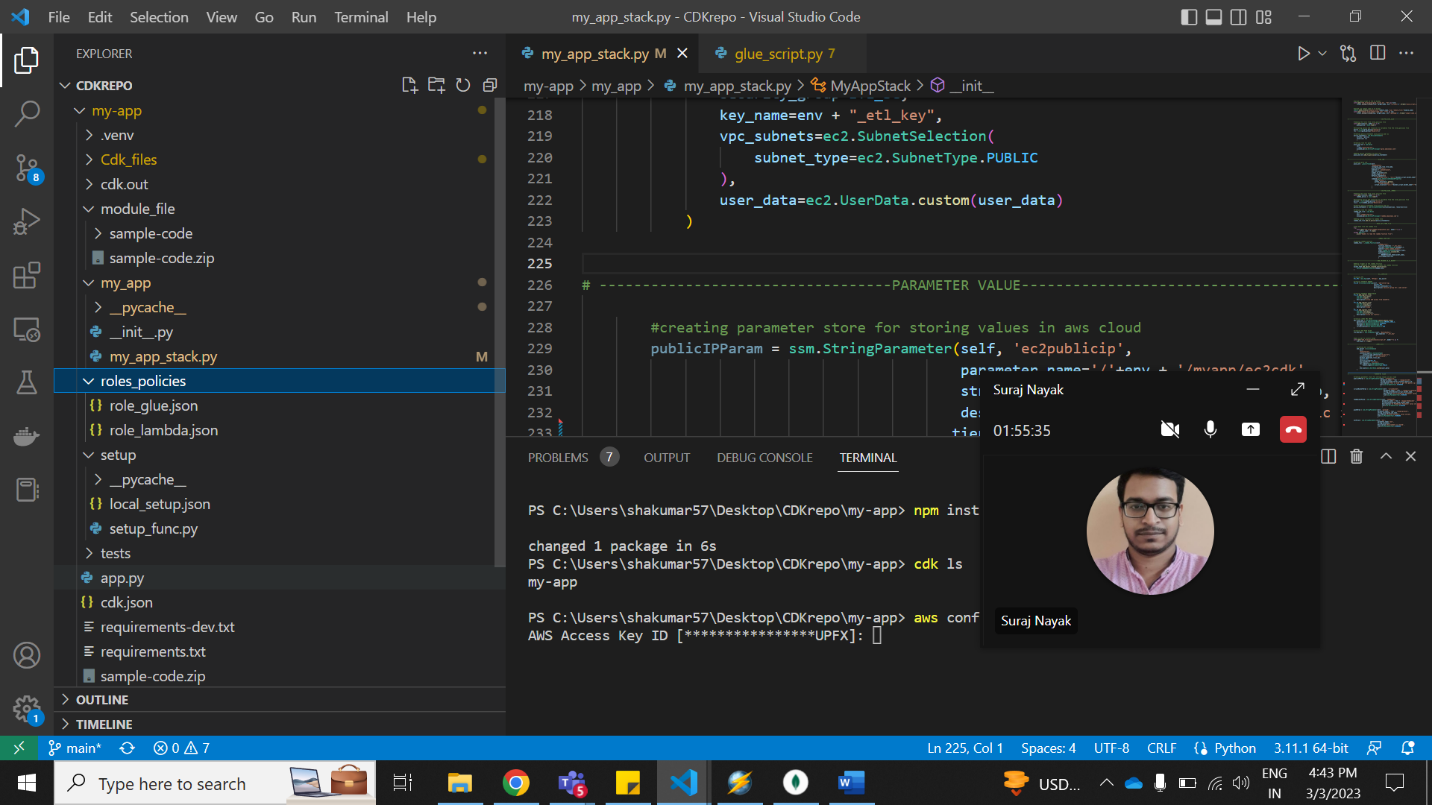 File Edit Selection View Go Run Terminal Help
my_app_stack.py - CDKrepo - Visual Studio Code
EXPLORER
CDKREPO
my-app
.venv
Cdk_files
cdk.out
module_file
sample-code
sample-code.zip
my_app
__pycache__
__init__.py
my_app_stack.py M
roles_policies
role_glue.json
role_lambda.json
setup
__pycache__
local_setup.json
setup_func.py
tests
app.py
cdk.json
requirements-dev.txt
requirements.txt
sample-code.zip
OUTLINE
TIMELINE
8
1
my_app_stack.py M
glue_script.py 7
my-app > my_app > my_app_stack.py > MyAppStack > __init__
218 key_name=env + "_etl_key",
219 vpc_subnets=ec2.SubnetSelection(
220 subnet_type=ec2.SubnetType.PUBLIC
221 ),
222 user_data=ec2.UserData.custom(user_data)
223 )
224
225
226 # ----------------------------------PARAMETER VALUE-------------------------------------
227
228 #creating parameter store for storing values in aws cloud
229 publicIPParam = ssm.StringParameter(self, 'ec2publicip',
230 parameter_name='/'+env + '/myapp/ec2cdk'
231 st
232 des
233 tie
PROBLEMS 7 OUTPUT DEBUG CONSOLE TERMINAL
PS C:\Users\shakumar57\Desktop\CDKrepo\my-app> npm inst
changed 1 package in 6s
PS C:\Users\shakumar57\Desktop\CDKrepo\my-app> cdk ls
my-app
PS C:\Users\shakumar57\Desktop\CDKrepo\my-app> aws conf
AWS Access Key ID [****************UPFX]:
Suraj Nayak
01:55:35
Suraj Nayak
main* 0 7
Ln 225, Col 1 Spaces: 4 UTF-8 CRLF Python 3.11.1 64-bit
Type here to search
5
USD...
ENG
IN
4:43 PM
3/3/2023